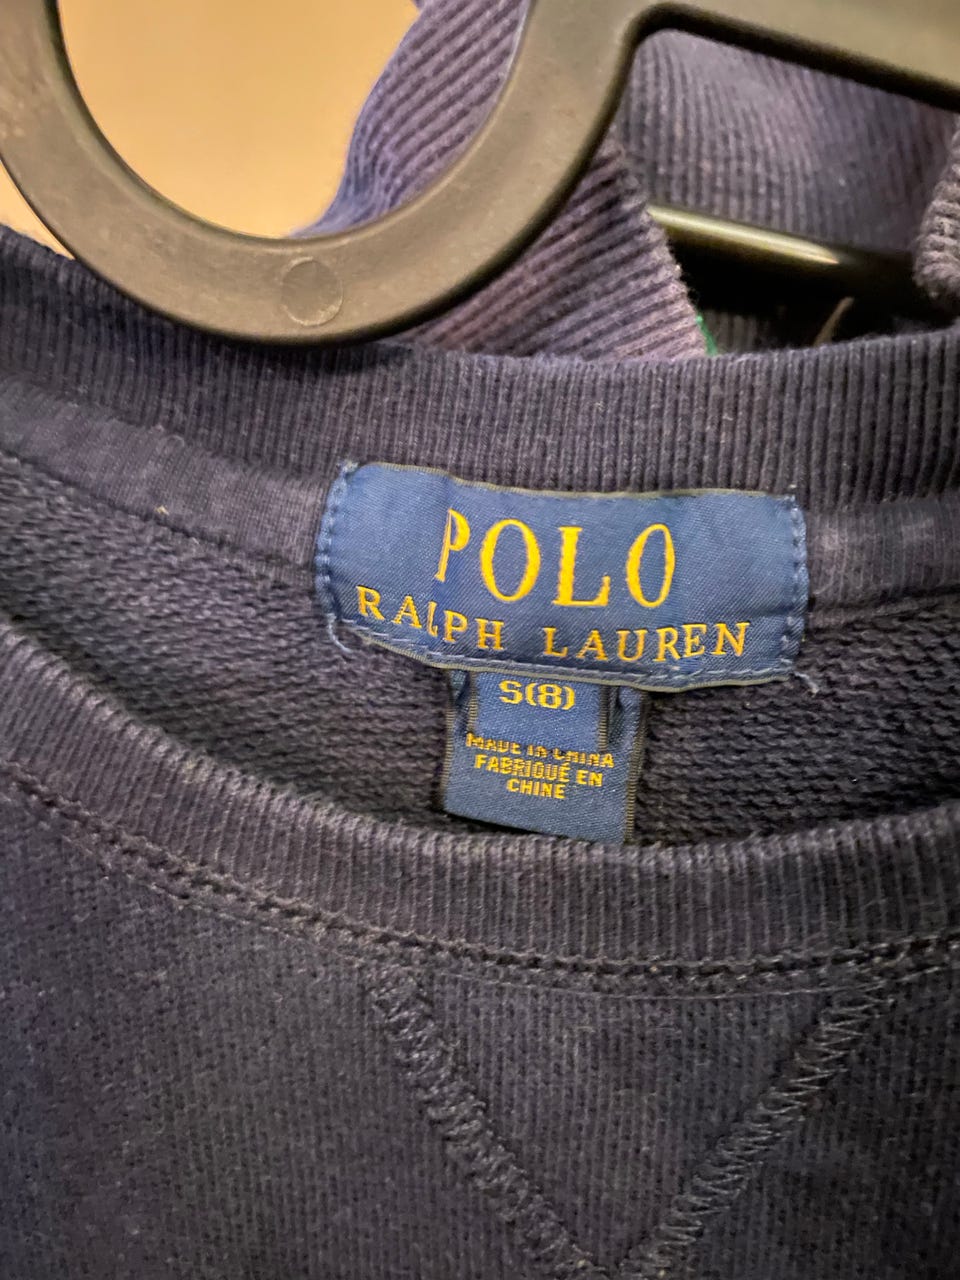 POLO
RALPH LAUREN
S(8)
MADE IN CHINA
FABRIQUÉ EN
CHINE